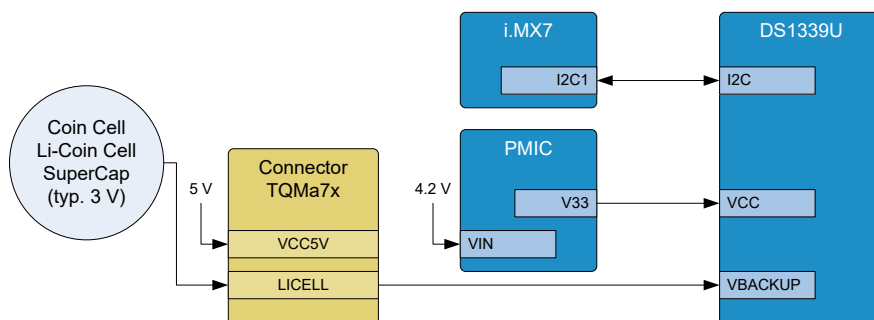 i.MX7
I2C1
DS1339U
I2C
Coin Cell
Li-Coin Cell
SuperCap
(typ. 3 V)
Connector
TQMa7x
5 V
VCC5V
LICELL
PMIC
4.2 V
V33
VIN
VCC
VBACKUP